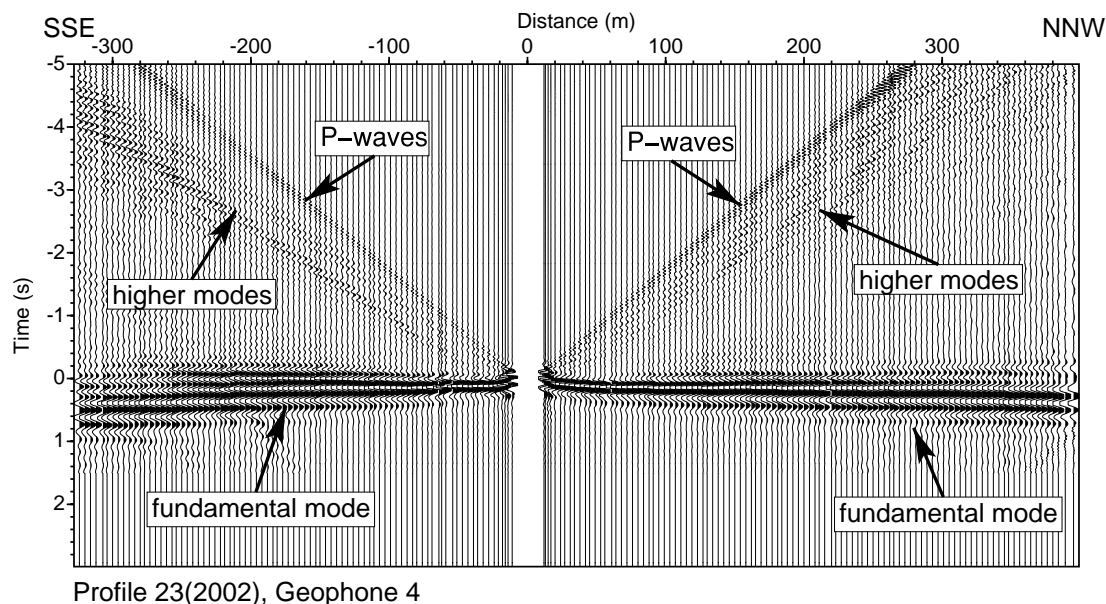 SSE Distance (m) NNW
-300 -200 -100 0 100 200 300
-5
-4
-3
-2
-1
0
1
2
Time (s)
P−waves
P−waves
higher modes
higher modes
fundamental mode
fundamental mode
Profile 23(2002), Geophone 4